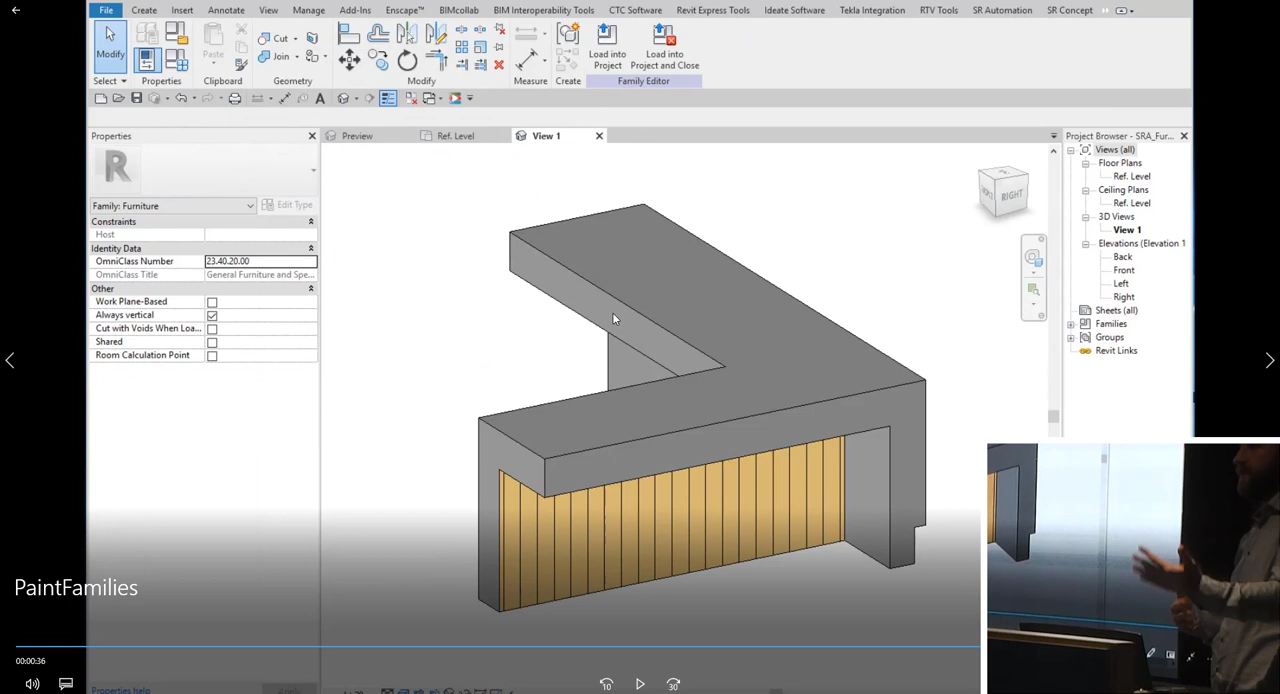 File Create Insert Annotate View Manage Add-Ins Enscape™ BIMcollab BIM Interoperability Tools CTC Software Revit Express Tools Ideate Software Tekla Integration RTV Tools SR Automation SR Concept
Modify
Paste
Cut
Join
Load into Project
Load into Project and Close
Select Properties Clipboard Geometry Modify Measure Create Family Editor
Properties
Preview Ref. Level View 1
Project Browser - SRA_Fur...
R
Family: Furniture Edit Type
Constraints
Host
Identity Data
OmniClass Number 23.40.20.00
OmniClass Title General Furniture and Spe...
Other
Work Plane-Based
Always vertical
Cut with Voids When Loa...
Shared
Room Calculation Point
RIGHT
Views (all)
Floor Plans
Ref. Level
Ceiling Plans
Ref. Level
3D Views
View 1
Elevations (Elevation 1
Back
Front
Left
Right
Sheets (all)
Families
Groups
Revit Links
PaintFamilies
00:00:36
10 30
Properties help Apply